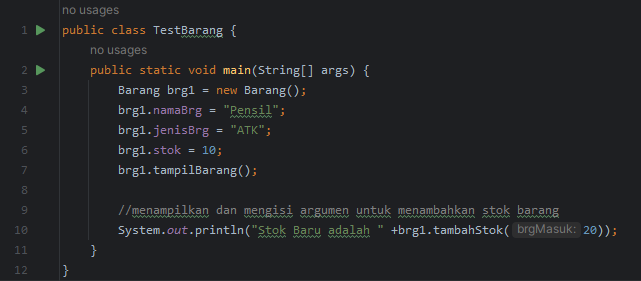 no usages
1 public class TestBarang {
no usages
2 public static void main(String[] args) {
3 Barang brg1 = new Barang();
4 brg1.namaBrg = "Pensil";
5 brg1.jenisBrg = "ATK";
6 brg1.stok = 10;
7 brg1.tampilBarang();
8
9 //menampilkan dan mengisi argumen untuk menambahkan stok barang
10 System.out.println("Stok Baru adalah " +brg1.tambahStok( brgMasuk: 20));
11 }
12 }